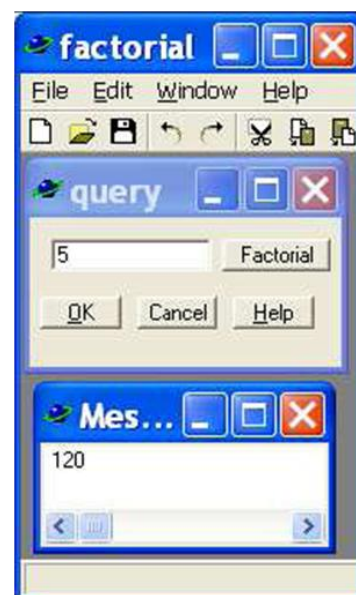 factorial
File Edit Window Help
query
5 Factorial
OK Cancel Help
Mes...
120